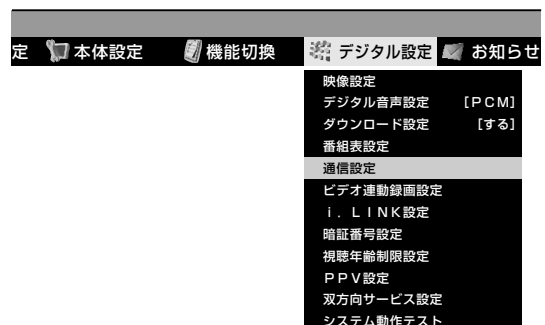 定 本体設定 機能切換 デジタル設定 お知らせ
映像設定
デジタル音声設定 [PCM]
ダウンロード設定 [する]
番組表設定
通信設定
ビデオ連動録画設定
i．LINK設定
暗証番号設定
視聴年齢制限設定
PPV設定
双方向サービス設定
システム動作テスト